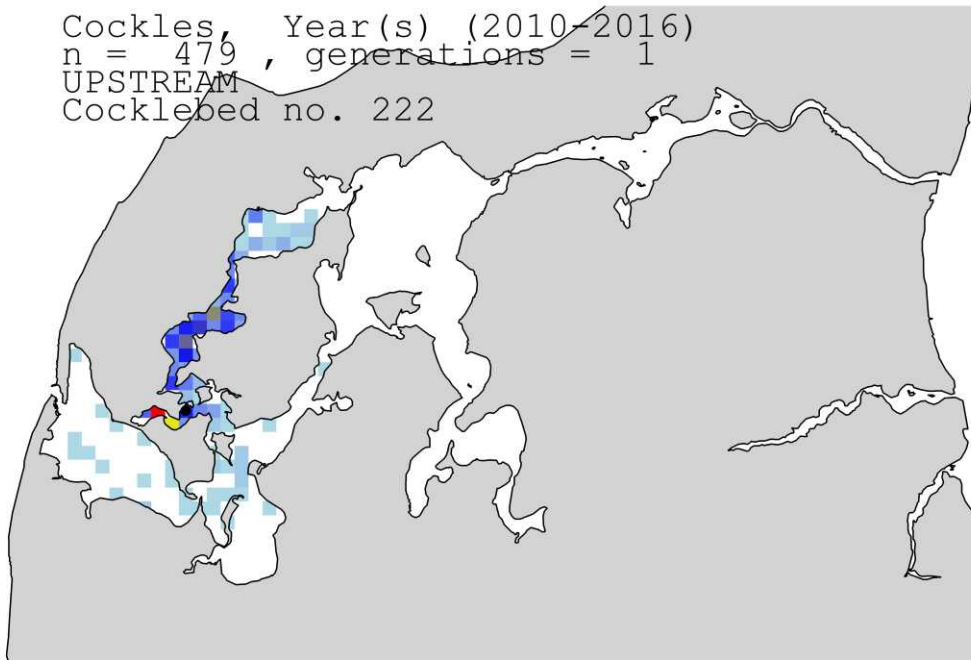 Cockles, Year(s) (2010-2016)
n = 479 , generations = 1
UPSTREAM
Cocklebed no. 222